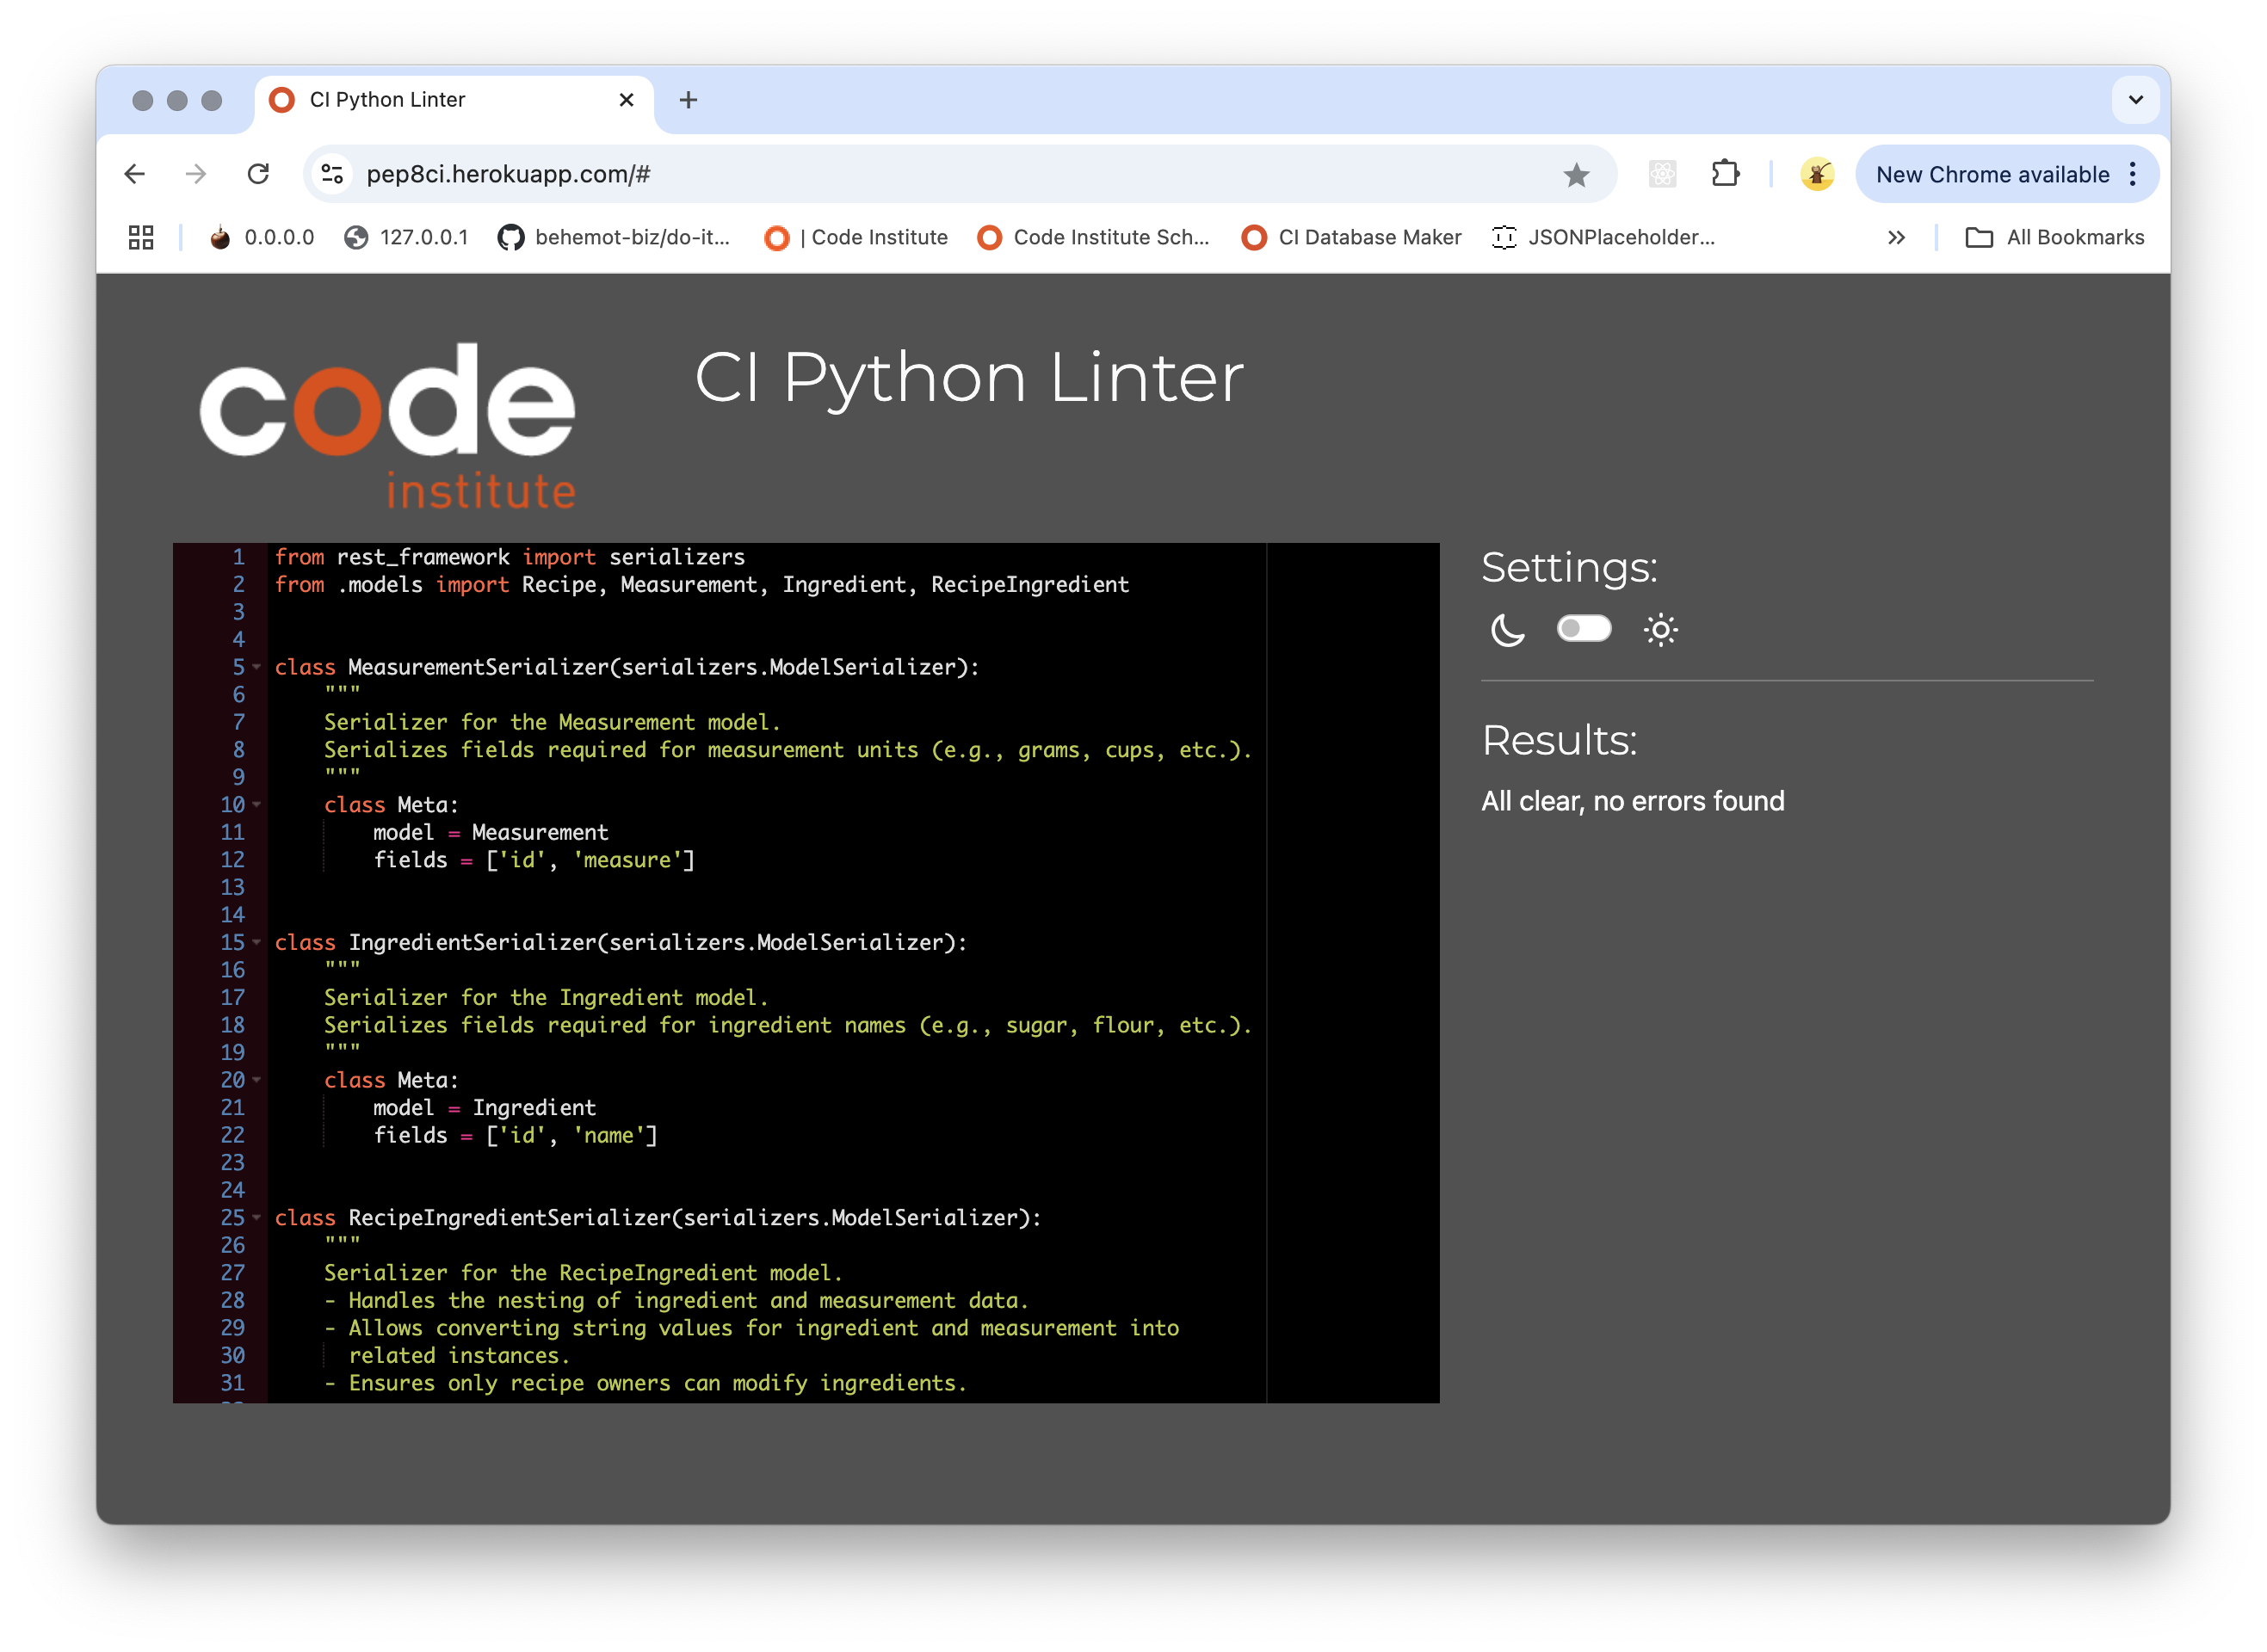 CI Python Linter
pep8ci.herokuapp.com/#
New Chrome available
0.0.0.0
127.0.0.1
behemot-biz/do-it...
| Code Institute
Code Institute Sch...
CI Database Maker
JSONPlaceholder...
All Bookmarks
code
institute
CI Python Linter
1 from rest_framework import serializers
2 from .models import Recipe, Measurement, Ingredient, RecipeIngredient
3
4
5 class MeasurementSerializer(serializers.ModelSerializer):
6     """
7     Serializer for the Measurement model.
8     Serializes fields required for measurement units (e.g., grams, cups, etc.).
9     """
10     class Meta:
11         model = Measurement
12         fields = ['id', 'measure']
13
14
15 class IngredientSerializer(serializers.ModelSerializer):
16     """
17     Serializer for the Ingredient model.
18     Serializes fields required for ingredient names (e.g., sugar, flour, etc.).
19     """
20     class Meta:
21         model = Ingredient
22         fields = ['id', 'name']
23
24
25 class RecipeIngredientSerializer(serializers.ModelSerializer):
26     """
27     Serializer for the RecipeIngredient model.
28     - Handles the nesting of ingredient and measurement data.
29     - Allows converting string values for ingredient and measurement into
30       related instances.
31     - Ensures only recipe owners can modify ingredients.
Settings:
Results:
All clear, no errors found